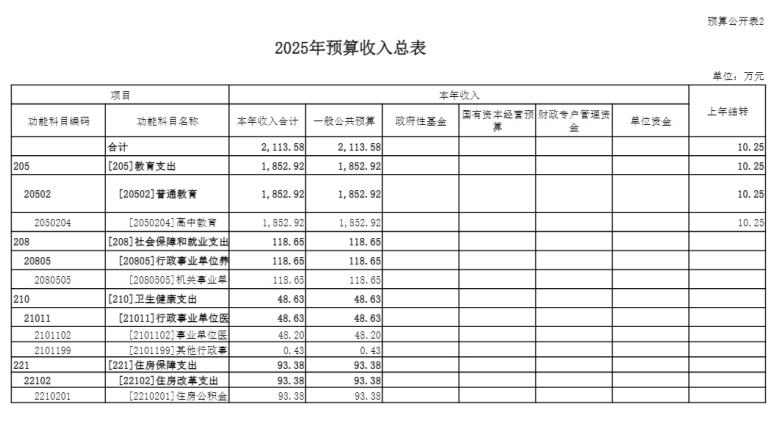 预算公开表2
2025年预算收入总表
单位：万元
项目 本年收入 上年结转
功能科目编码 功能科目名称 本年收入合计 一般公共预算 政府性基金 国有资本经营预算 财政专户管理资金 单位资金
合计 2,113.58 2,113.58 10.25
205 [205]教育支出 1,852.92 1,852.92 10.25
20502 [20502]普通教育 1,852.92 1,852.92 10.25
2050204 [2050204]高中教育 1,852.92 1,852.92 10.25
208 [208]社会保障和就业支出 118.65 118.65
20805 [20805]行政事业单位养 118.65 118.65
2080505 [2080505]机关事业单 118.65 118.65
210 [210]卫生健康支出 48.63 48.63
21011 [21011]行政事业单位医 48.63 48.63
2101102 [2101102]事业单位医 48.20 48.20
2101199 [2101199]其他行政事 0.43 0.43
221 [221]住房保障支出 93.38 93.38
22102 [22102]住房改革支出 93.38 93.38
2210201 [2210201]住房公积金 93.38 93.38